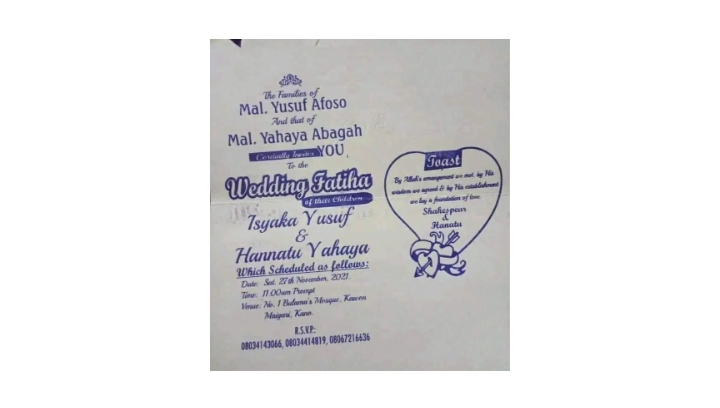 The Families of
Mal. Yusuf Afoso
And that of
Mal. Yahaya Abagah
Cordially Invites YOU
To the
Wedding Fatiha
of their Children
Isyaka Yusuf
&
Hannatu Yahaya
Which Scheduled as follows:
Date: Sat. 27th November, 2021.
Time: 11:00am Prompt
Venue: No. 1 Bulama's Mosque, Kawon
Maigari, Kano.
R.S.V.P:
08034143066, 08034414819, 08067216636
Toast
By Allah's arrangement we met, by His
wisdom we agreed & by His establishment
we lay a foundation of love
Shakespear
&
Hanatu